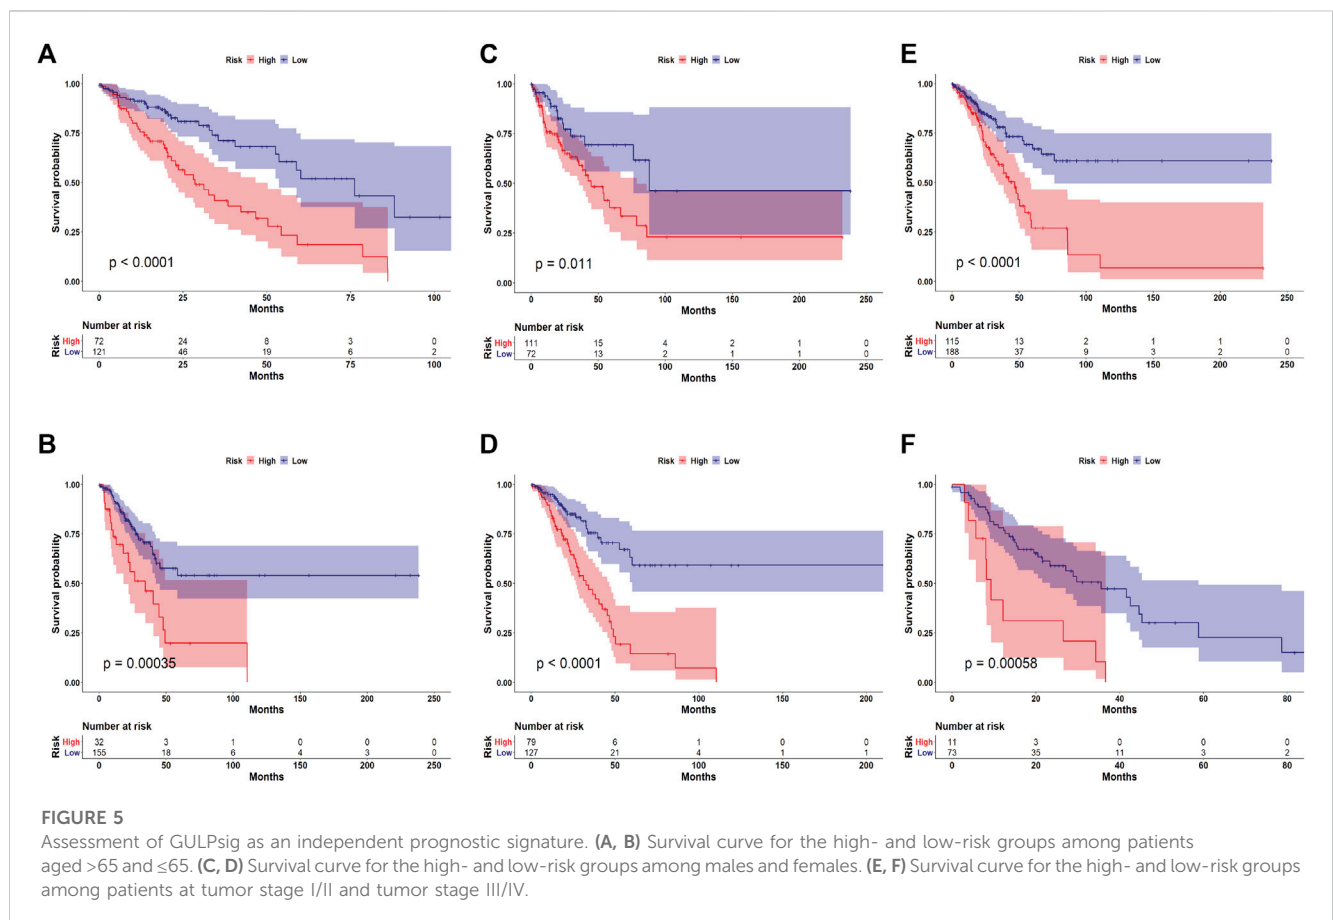 A
Risk High Low
Survival probability
1.00
0.75
0.50
0.25
0.00
p < 0.0001
0 25 50 75 100
Months
Number at risk
Risk
High 72 24 8 3 0
Low 121 46 19 6 2
0 25 50 75 100
Months
C
Risk High Low
Survival probability
1.00
0.75
0.50
0.25
0.00
p = 0.011
0 50 100 150 200 250
Months
Number at risk
Risk
High 111 15 4 2 1 0
Low 72 13 2 1 1 0
0 50 100 150 200 250
Months
E
Risk High Low
Survival probability
1.00
0.75
0.50
0.25
0.00
p < 0.0001
0 50 100 150 200 250
Months
Number at risk
Risk
High 115 13 2 1 1 0
Low 188 37 9 3 2 0
0 50 100 150 200 250
Months
B
Risk High Low
Survival probability
1.00
0.75
0.50
0.25
0.00
p = 0.00035
0 50 100 150 200 250
Months
Number at risk
Risk
High 32 3 1 0 0 0
Low 155 18 6 4 3 0
0 50 100 150 200 250
Months
D
Risk High Low
Survival probability
1.00
0.75
0.50
0.25
0.00
p < 0.0001
0 50 100 150 200
Months
Number at risk
Risk
High 79 6 1 0 0
Low 127 21 4 1 1
0 50 100 150 200
Months
F
Risk High Low
Survival probability
1.00
0.75
0.50
0.25
0.00
p = 0.00058
0 20 40 60 80
Months
Number at risk
Risk
High 11 3 0 0 0
Low 73 35 11 3 2
0 20 40 60 80
Months
FIGURE 5
Assessment of GULPsig as an independent prognostic signature. (A, B) Survival curve for the high- and low-risk groups among patients
aged >65 and ≤65. (C, D) Survival curve for the high- and low-risk groups among males and females. (E, F) Survival curve for the high- and low-risk groups
among patients at tumor stage I/II and tumor stage III/IV.